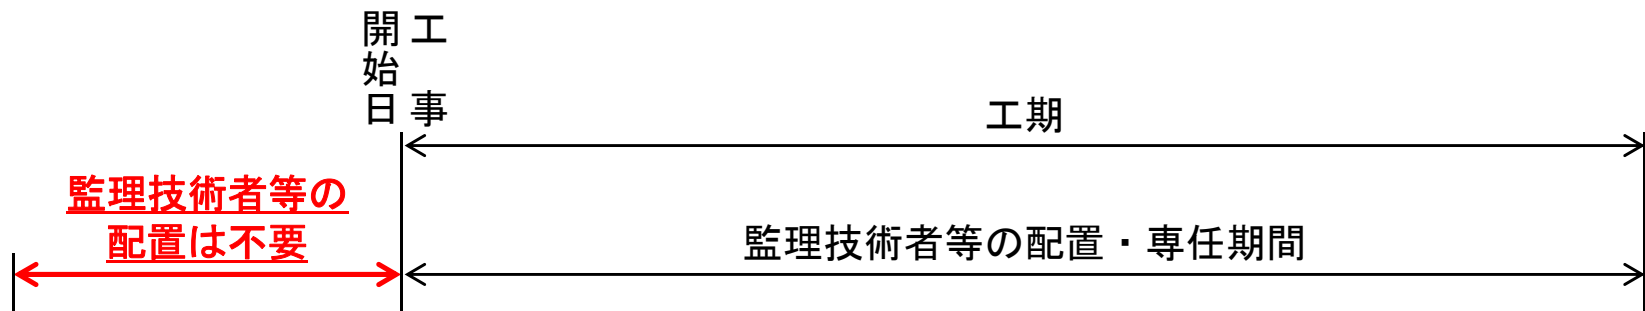 工事
開始日
工期
監理技術者等の
配置は不要
監理技術者等の配置・専任期間